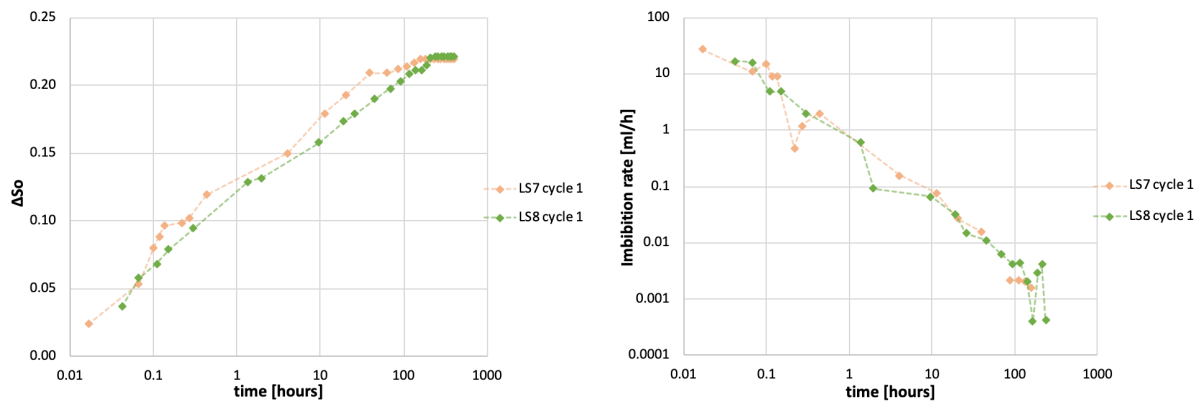 0.25
0.20
0.15
0.10
0.05
0.00
ΔSo
0.01 0.1 1 10 100 1000
time [hours]
LS7 cycle 1
LS8 cycle 1
100
10
1
0.1
0.01
0.001
0.0001
Imbibition rate [ml/h]
0.01 0.1 1 10 100 1000
time [hours]
LS7 cycle 1
LS8 cycle 1